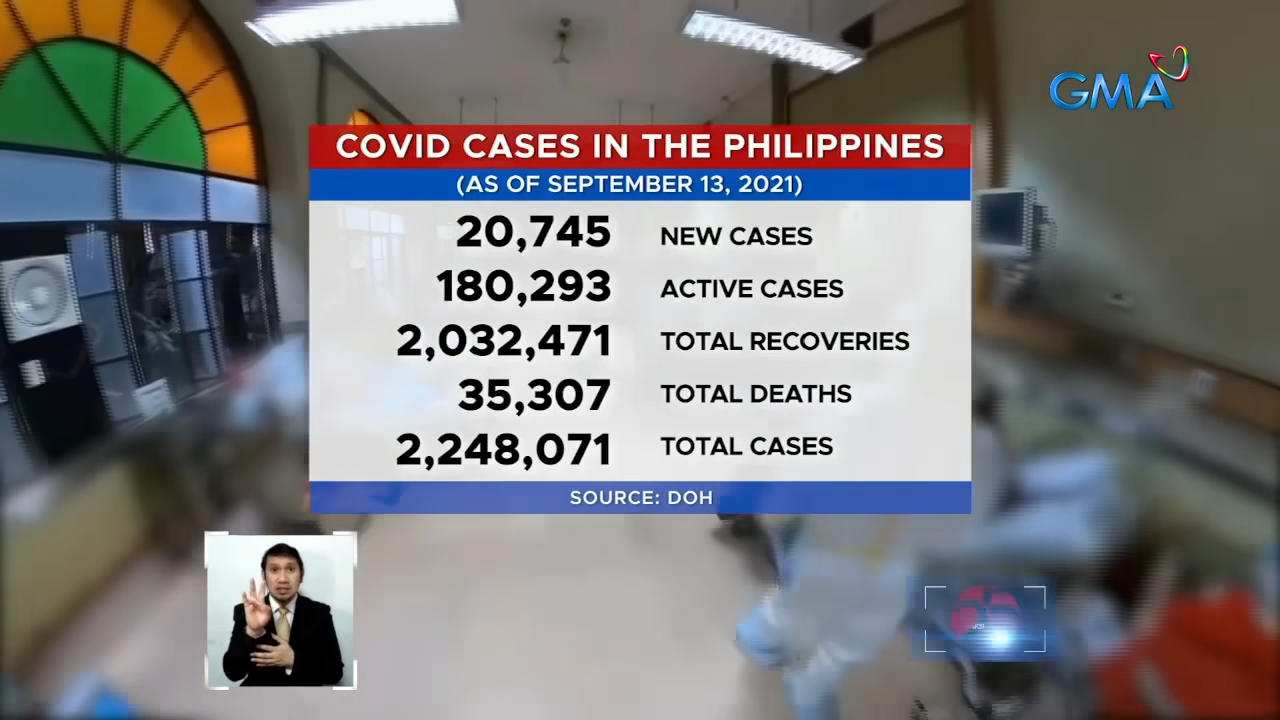 GMA
COVID CASES IN THE PHILIPPINES
(AS OF SEPTEMBER 13, 2021)
20,745 NEW CASES
180,293 ACTIVE CASES
2,032,471 TOTAL RECOVERIES
35,307 TOTAL DEATHS
2,248,071 TOTAL CASES
SOURCE: DOH